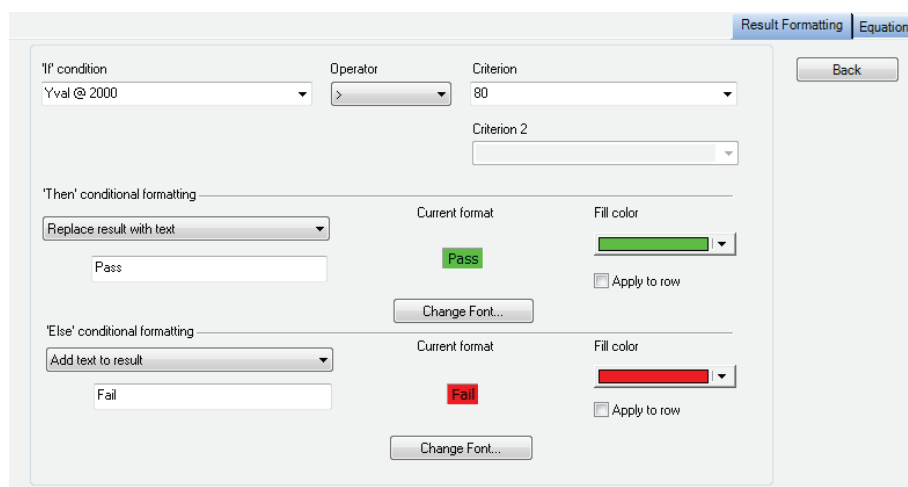 Result Formatting
Equation
'If' condition
Operator
Criterion
Back
Yval @ 2000
>
80
Criterion 2
'Then' conditional formatting
Current format
Fill color
Replace result with text
Pass
Pass
Apply to row
Change Font...
'Else' conditional formatting
Current format
Fill color
Add text to result
Fail
Fail
Apply to row
Change Font...